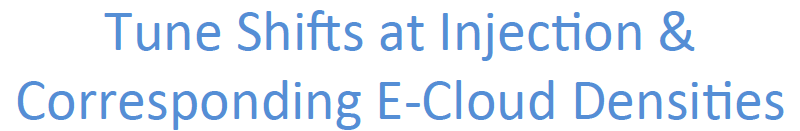 Tune Shifts at Injection &
Corresponding E-Cloud Densities